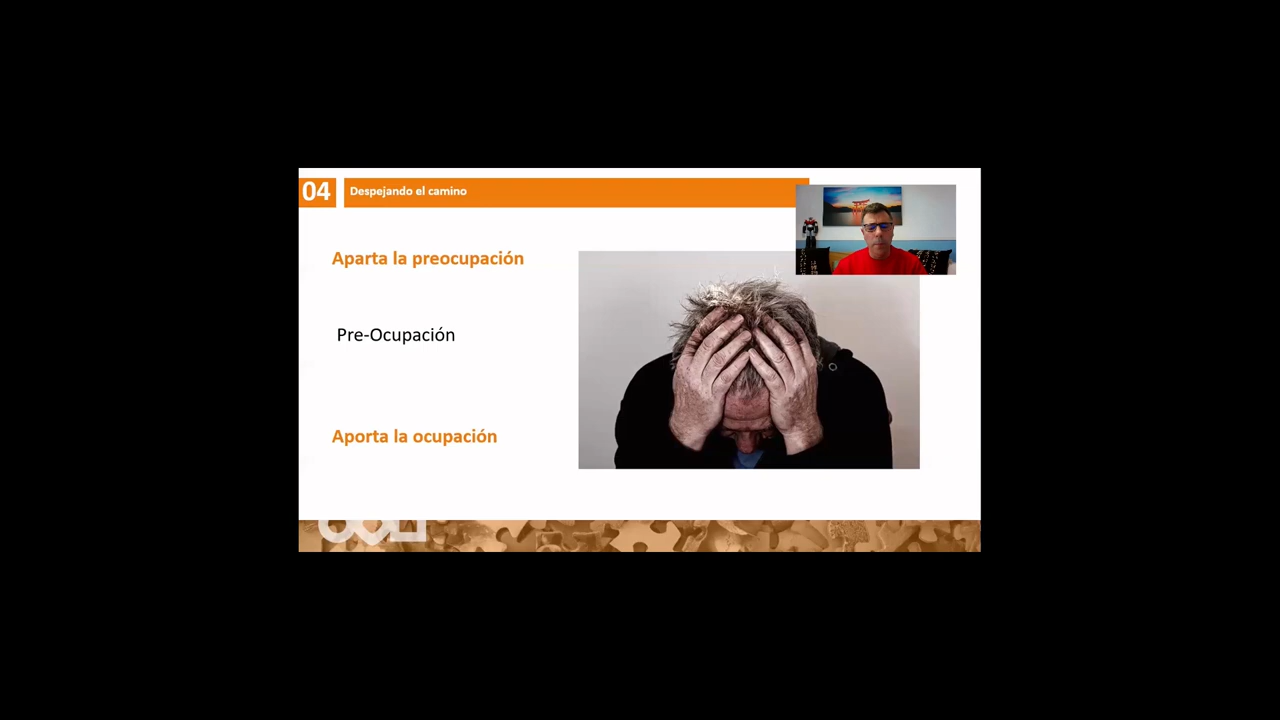 04
Despejando el camino
Aparta la preocupación
Pre-Ocupación
Aporta la ocupación